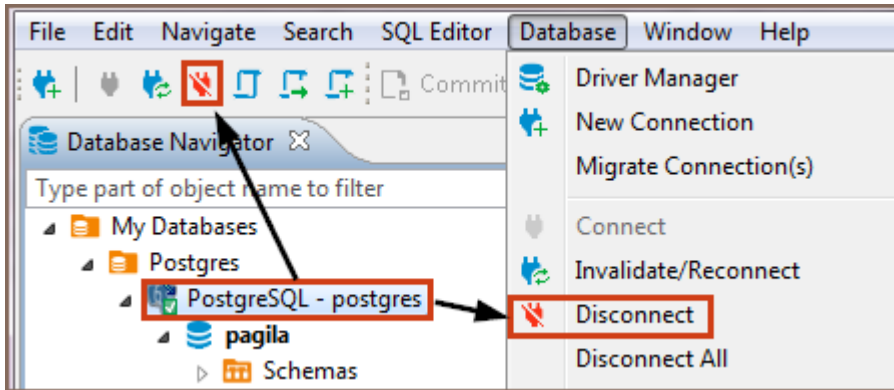 File Edit Navigate Search SQL Editor Database Window Help
Commit
Driver Manager
New Connection
Migrate Connection(s)
Connect
Invalidate/Reconnect
Disconnect
Disconnect All
Database Navigator
Type part of object name to filter
My Databases
Postgres
PostgreSQL - postgres
pagila
Schemas